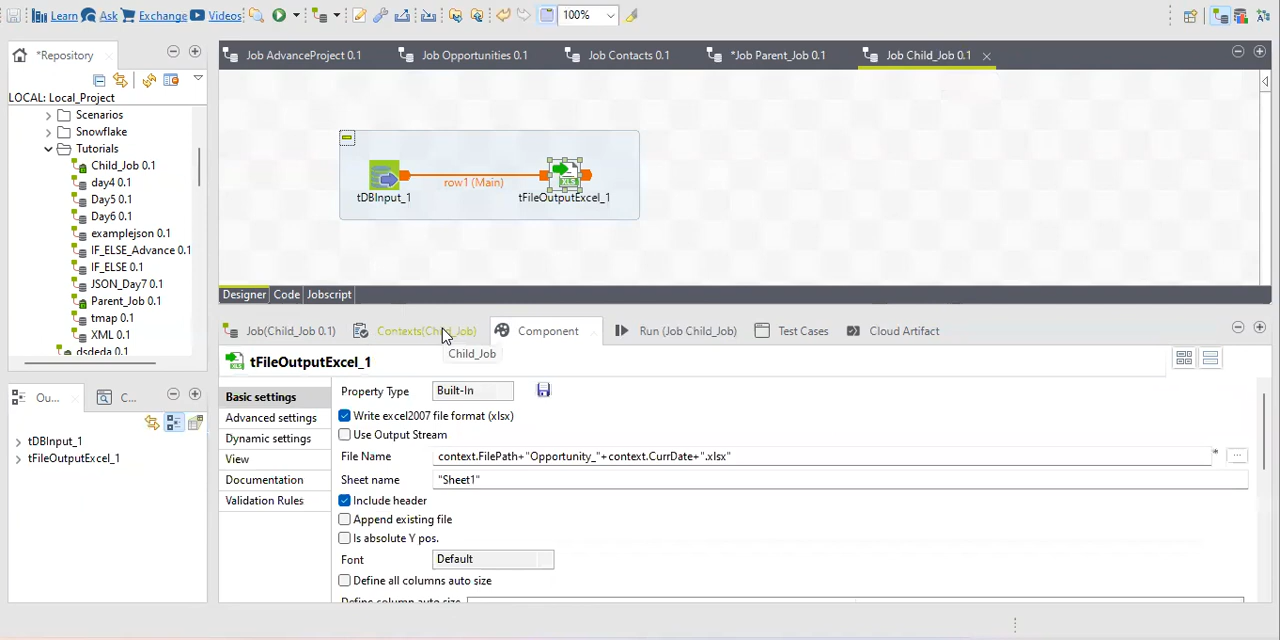 Learn Ask Exchange Videos 100%
*Repository
LOCAL: Local_Project
Scenarios
Snowflake
Tutorials
Child_Job 0.1
day4 0.1
Day5 0.1
Day6 0.1
examplejson 0.1
IF_ELSE_Advance 0.1
IF_ELSE 0.1
JSON_Day7 0.1
Parent_Job 0.1
tmap 0.1
XML 0.1
dsdeda 0.1
Job AdvanceProject 0.1 Job Opportunities 0.1 Job Contacts 0.1 *Job Parent_Job 0.1 Job Child_Job 0.1
row1 (Main)
XLS
tDBInput_1 tFileOutputExcel_1
Designer Code Jobscript
Job(Child_Job 0.1) Contexts(Child_Job) Component Run (Job Child_Job) Test Cases Cloud Artifact
Child_Job
tFileOutputExcel_1
Ou... C...
tDBInput_1
tFileOutputExcel_1
Basic settings
Advanced settings
Dynamic settings
View
Documentation
Validation Rules
Property Type Built-In
Write excel2007 file format (xlsx)
Use Output Stream
File Name context.FilePath+"Opportunity_"+context.CurrDate+".xlsx" * ...
Sheet name "Sheet1"
Include header
Append existing file
Is absolute Y pos.
Font Default
Define all columns auto size
Define column auto size